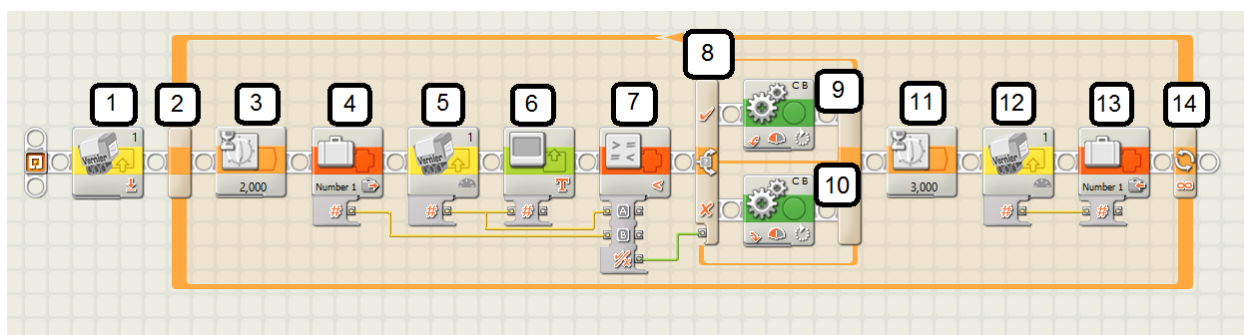 1 2 3 4 5 6 7 8 9 10 11 12 13 14
Vernier 1
2,000
Number 1
#
Vernier 1
#
T
#
> =
= <
<
A
B
C B
C B
3,000
Vernier 1
#
Number 1
#